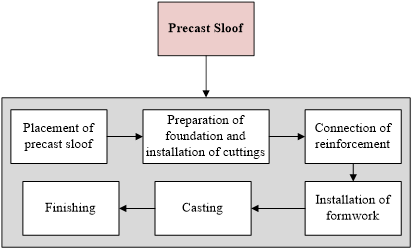 Precast Sloof
Placement of
precast sloof
Preparation of
foundation and
installation of cuttings
Connection of
reinforcement
Installation of
formwork
Casting
Finishing